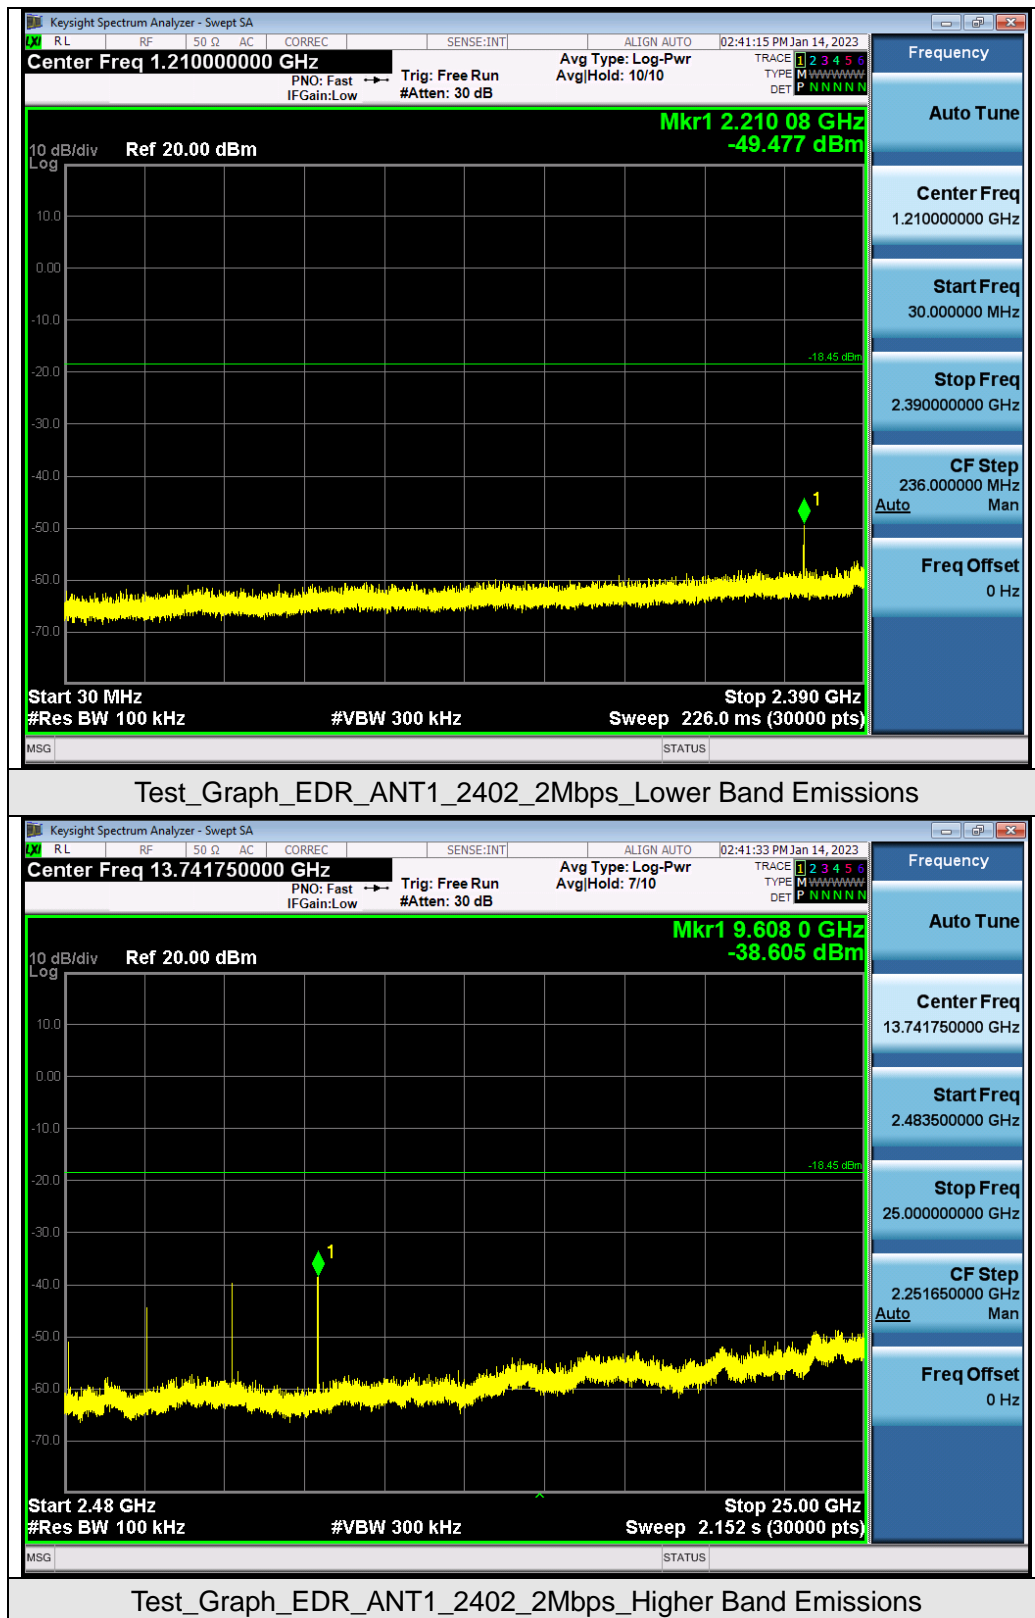 Keysight Spectrum Analyzer - Swept SA
LXI RL RF 50 Ω AC CORREC SENSE:INT ALIGN AUTO 02:41:15 PM Jan 14, 2023
Center Freq 1.210000000 GHz
PNO: Fast
IFGain:Low
Trig: Free Run
#Atten: 30 dB
Avg Type: Log-Pwr
Avg|Hold: 10/10
TRACE 1 2 3 4 5 6
TYPE M WWWWW
DET P N N N N N
Mkr1 2.210 08 GHz
-49.477 dBm
10 dB/div Ref 20.00 dBm
Log
10.0
0.00
-10.0
-18.45 dBm
-20.0
-30.0
-40.0
1
-50.0
-60.0
-70.0
Start 30 MHz Stop 2.390 GHz
#Res BW 100 kHz #VBW 300 kHz Sweep 226.0 ms (30000 pts)
MSG STATUS
Frequency
Auto Tune
Center Freq
1.210000000 GHz
Start Freq
30.000000 MHz
Stop Freq
2.390000000 GHz
CF Step
236.000000 MHz
Auto Man
Freq Offset
0 Hz
Test_Graph_EDR_ANT1_2402_2Mbps_Lower Band Emissions
Keysight Spectrum Analyzer - Swept SA
LXI RL RF 50 Ω AC CORREC SENSE:INT ALIGN AUTO 02:41:33 PM Jan 14, 2023
Center Freq 13.741750000 GHz
PNO: Fast
IFGain:Low
Trig: Free Run
#Atten: 30 dB
Avg Type: Log-Pwr
Avg|Hold: 7/10
TRACE 1 2 3 4 5 6
TYPE M WWWWW
DET P N N N N N
Mkr1 9.608 0 GHz
-38.605 dBm
10 dB/div Ref 20.00 dBm
Log
10.0
0.00
-10.0
-18.45 dBm
-20.0
-30.0
1
-40.0
-50.0
-60.0
-70.0
Start 2.48 GHz Stop 25.00 GHz
#Res BW 100 kHz #VBW 300 kHz Sweep 2.152 s (30000 pts)
MSG STATUS
Frequency
Auto Tune
Center Freq
13.741750000 GHz
Start Freq
2.483500000 GHz
Stop Freq
25.000000000 GHz
CF Step
2.251650000 GHz
Auto Man
Freq Offset
0 Hz
Test_Graph_EDR_ANT1_2402_2Mbps_Higher Band Emissions